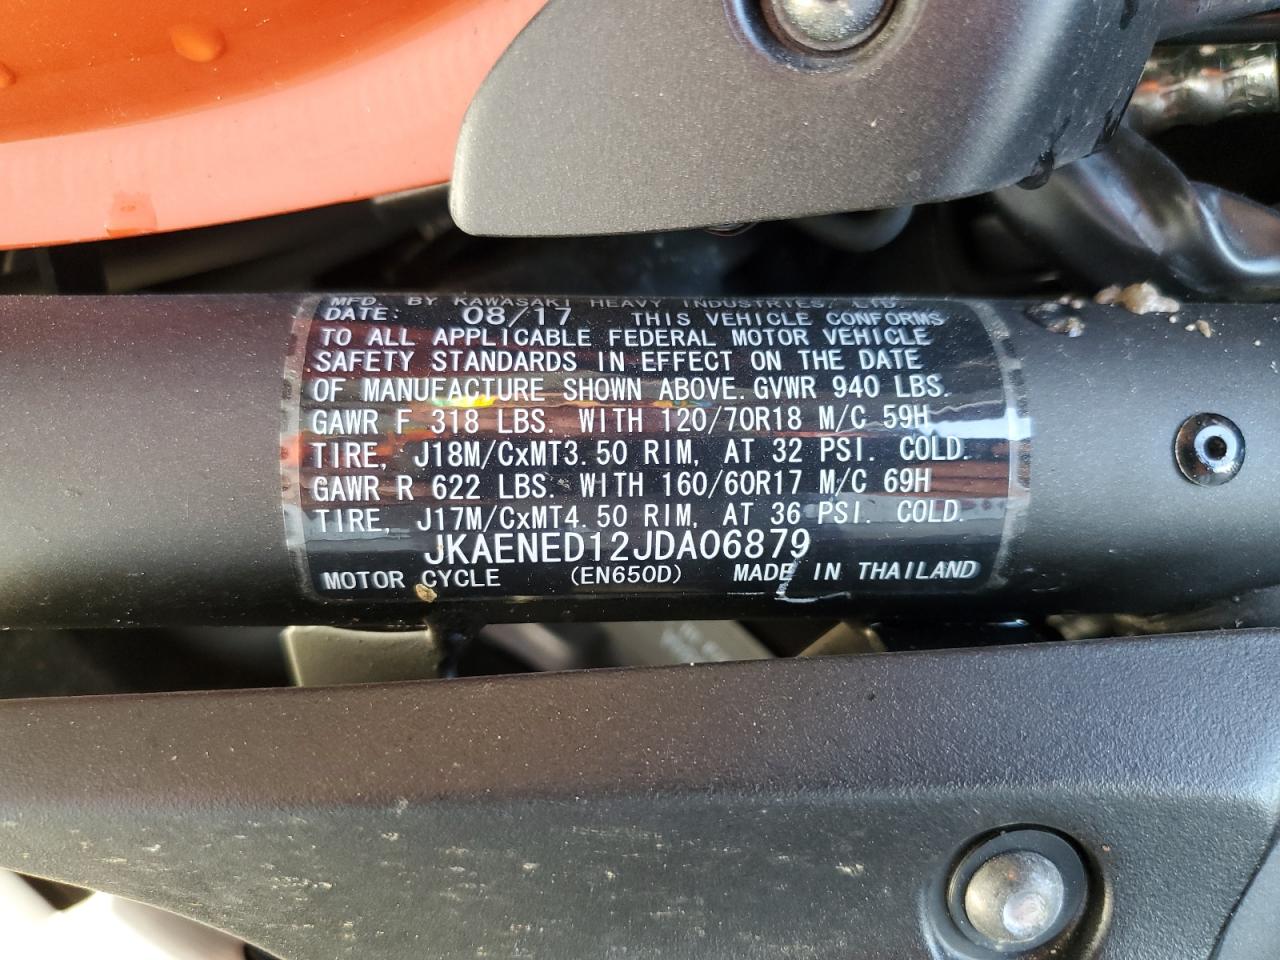 MFD. BY KAWASAKI HEAVY INDUSTRIES, LTD.
DATE: 08/17 THIS VEHICLE CONFORMS
TO ALL APPLICABLE FEDERAL MOTOR VEHICLE
SAFETY STANDARDS IN EFFECT ON THE DATE
OF MANUFACTURE SHOWN ABOVE. GVWR 940 LBS.
GAWR F 318 LBS. WITH 120/70R18 M/C 59H
TIRE, J18M/CxMT3.50 RIM, AT 32 PSI. COLD.
GAWR R 622 LBS. WITH 160/60R17 M/C 69H
TIRE, J17M/CxMT4.50 RIM, AT 36 PSI. COLD.
JKAENED12JDA06879
MOTOR CYCLE (EN650D) MADE IN THAILAND